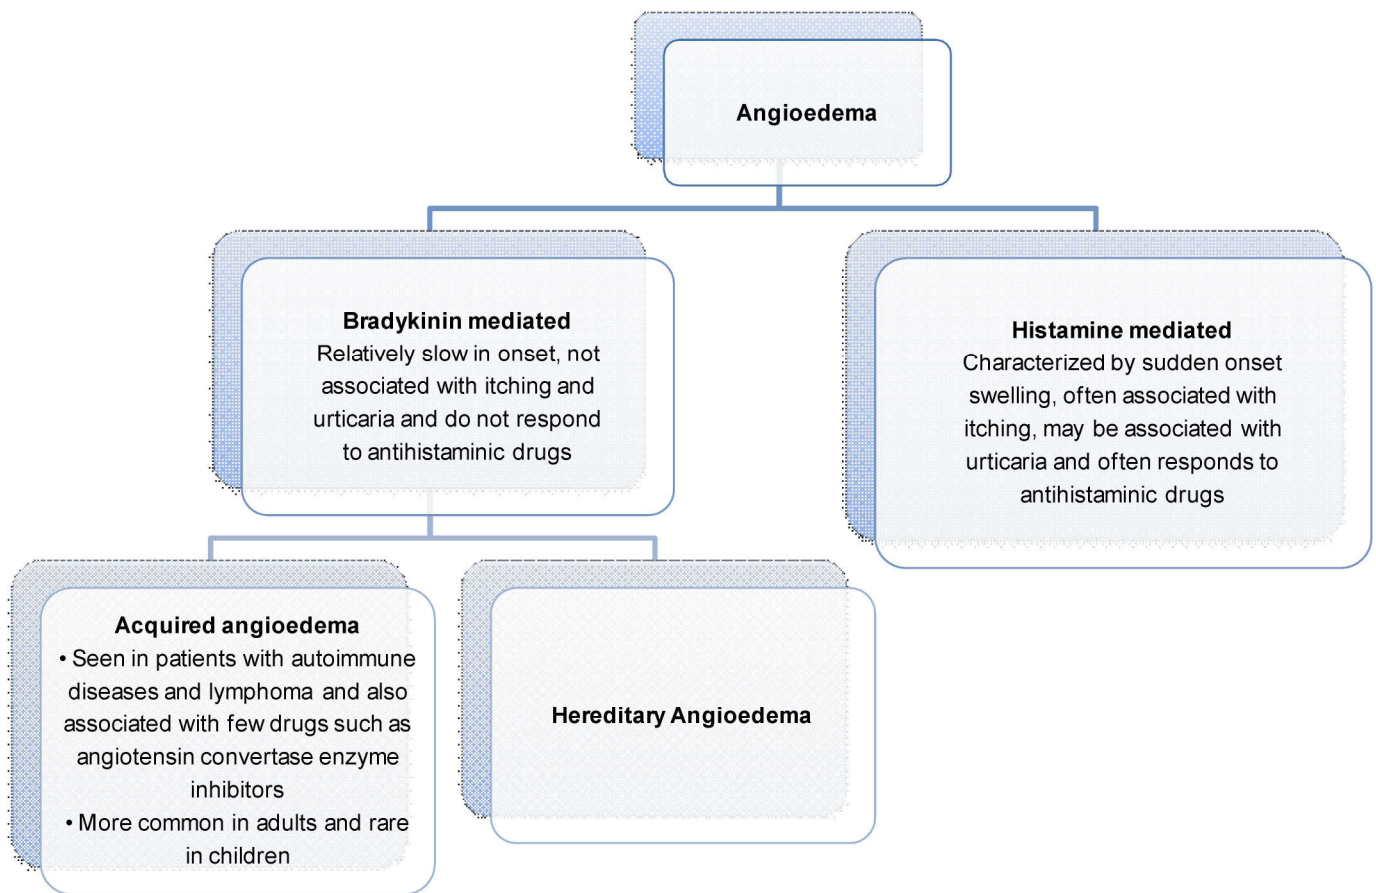 Angioedema
Bradykinin mediated
Relatively slow in onset, not
associated with itching and
urticaria and do not respond
to antihistaminic drugs
Histamine mediated
Characterized by sudden onset
swelling, often associated with
itching, may be associated with
urticaria and often responds to
antihistaminic drugs
Acquired angioedema
• Seen in patients with autoimmune
diseases and lymphoma and also
associated with few drugs such as
angiotensin convertase enzyme
inhibitors
• More common in adults and rare
in children
Hereditary Angioedema